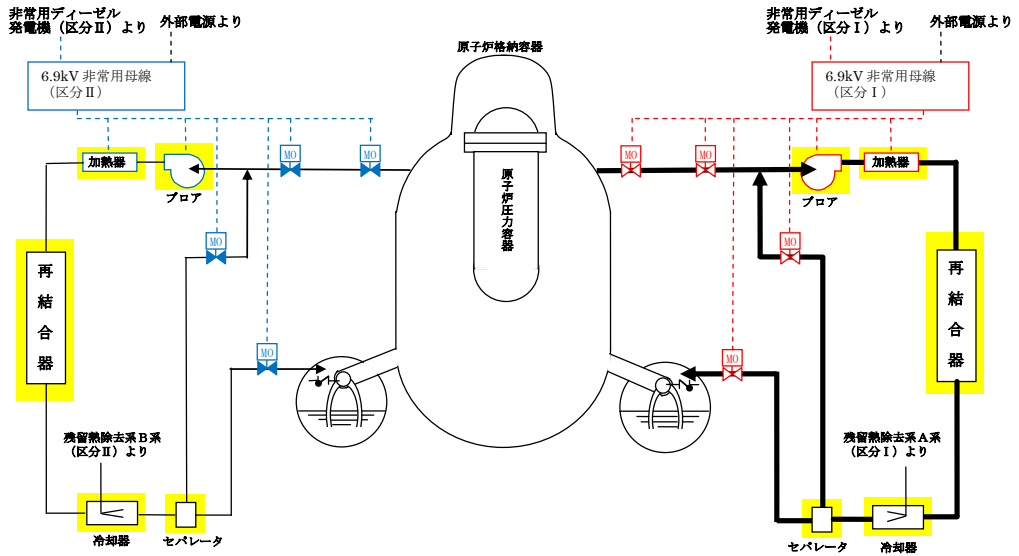 非常用ディーゼル
発電機（区分Ⅱ）より
外部電源より
6.9kV 非常用母線
（区分Ⅱ）
原子炉格納容器
非常用ディーゼル
発電機（区分Ⅰ）より
外部電源より
6.9kV 非常用母線
（区分Ⅰ）
加熱器
ブロア
MO
MO
MO
MO
再結合器
残留熱除去系Ｂ系
（区分Ⅱ）より
冷却器
セパレータ
原子炉圧力容器
MO
MO
MO
MO
ブロア
加熱器
再結合器
残留熱除去系Ａ系
（区分Ⅰ）より
セパレータ
冷却器